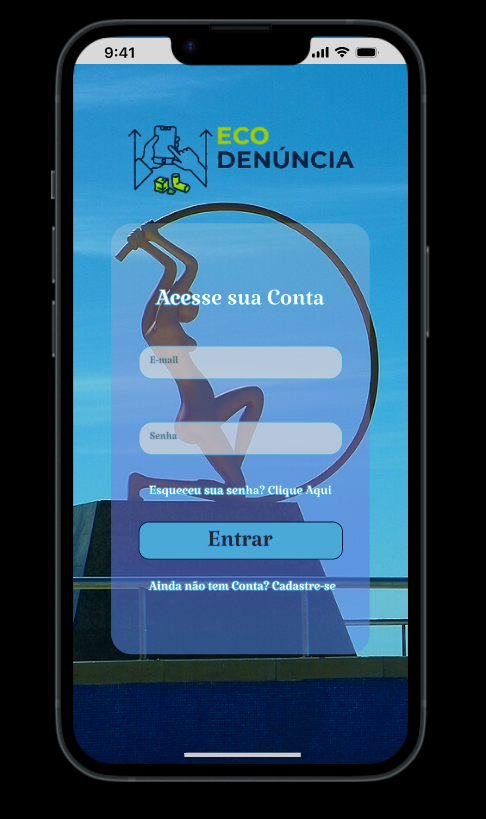 9:41
ECO
DENÚNCIA
Acesse sua Conta
E-mail
Senha
Esqueceu sua senha? Clique Aqui
Entrar
Ainda não tem Conta? Cadastre-se